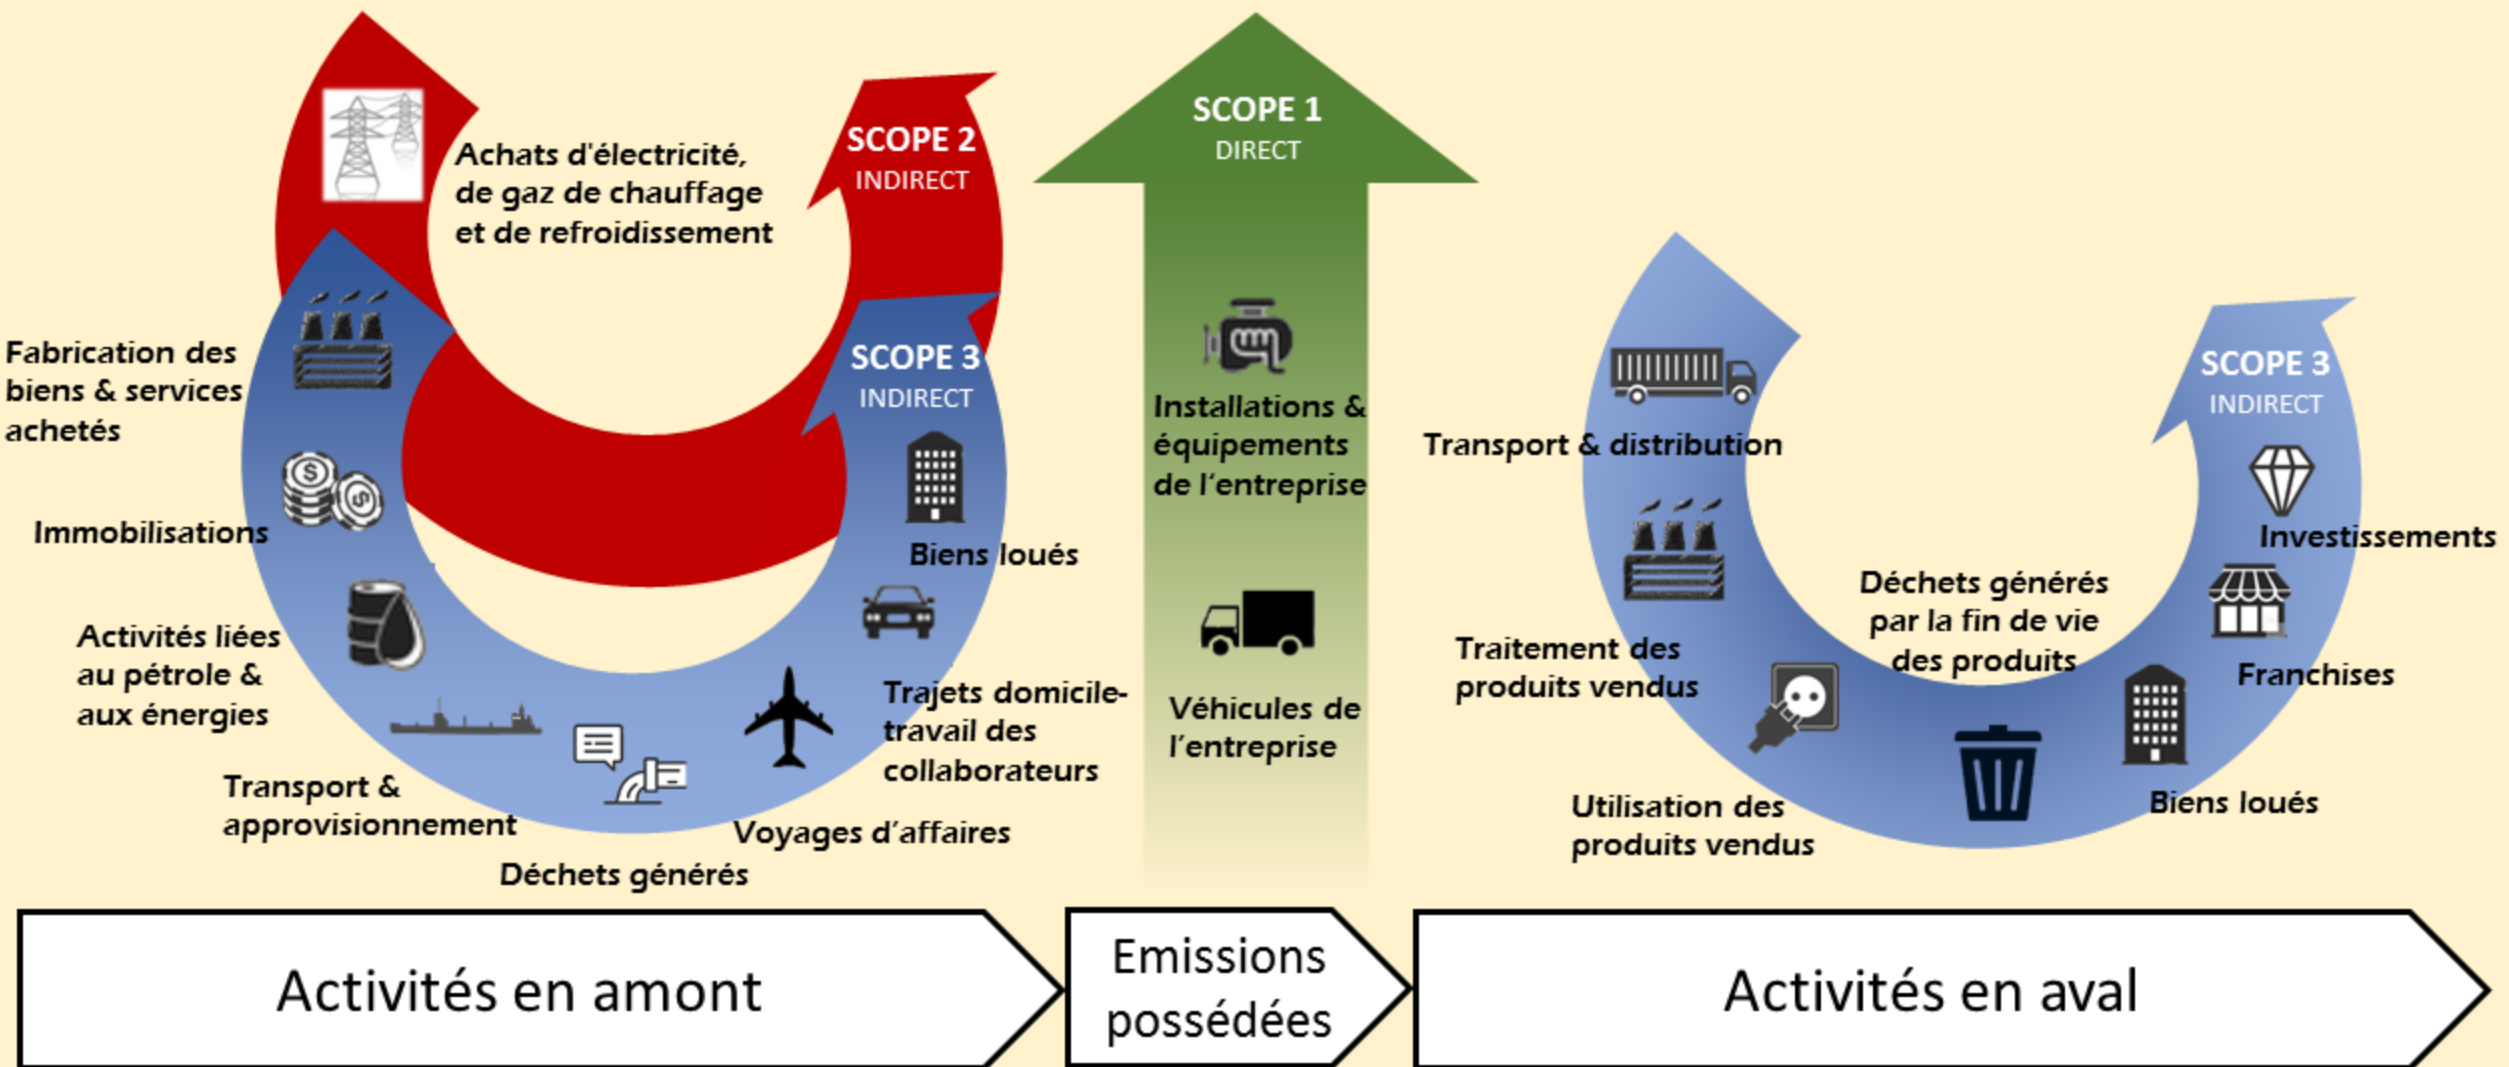 Achats d'électricité,
de gaz de chauffage
et de refroidissement
SCOPE 2
INDIRECT
Fabrication des
biens & services
achetés
Immobilisations
Activités liées
au pétrole &
aux énergies
Transport &
approvisionnement
Déchets générés
Voyages d’affaires
Trajets domicile-
travail des
collaborateurs
Biens loués
SCOPE 3
INDIRECT
SCOPE 1
DIRECT
Installations &
équipements
de l’entreprise
Véhicules de
l’entreprise
Transport & distribution
Traitement des
produits vendus
Utilisation des
produits vendus
Déchets générés
par la fin de vie
des produits
Biens loués
Franchises
Investissements
SCOPE 3
INDIRECT
Activités en amont
Emissions
possédées
Activités en aval